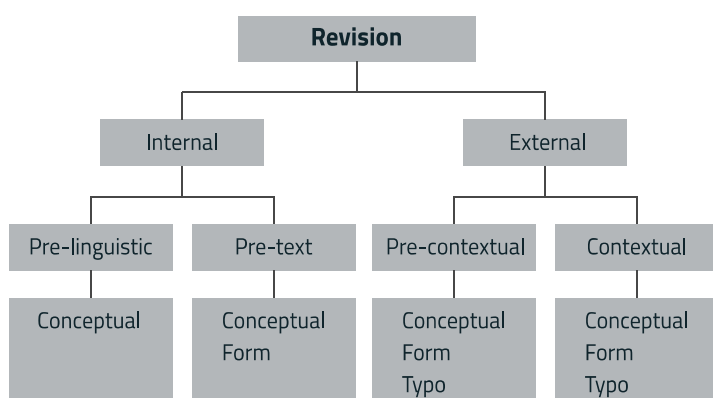 Revision
Internal
External
Pre-linguistic
Pre-text
Pre-contextual
Contextual
Conceptual
Conceptual
Form
Conceptual
Form
Typo
Conceptual
Form
Typo